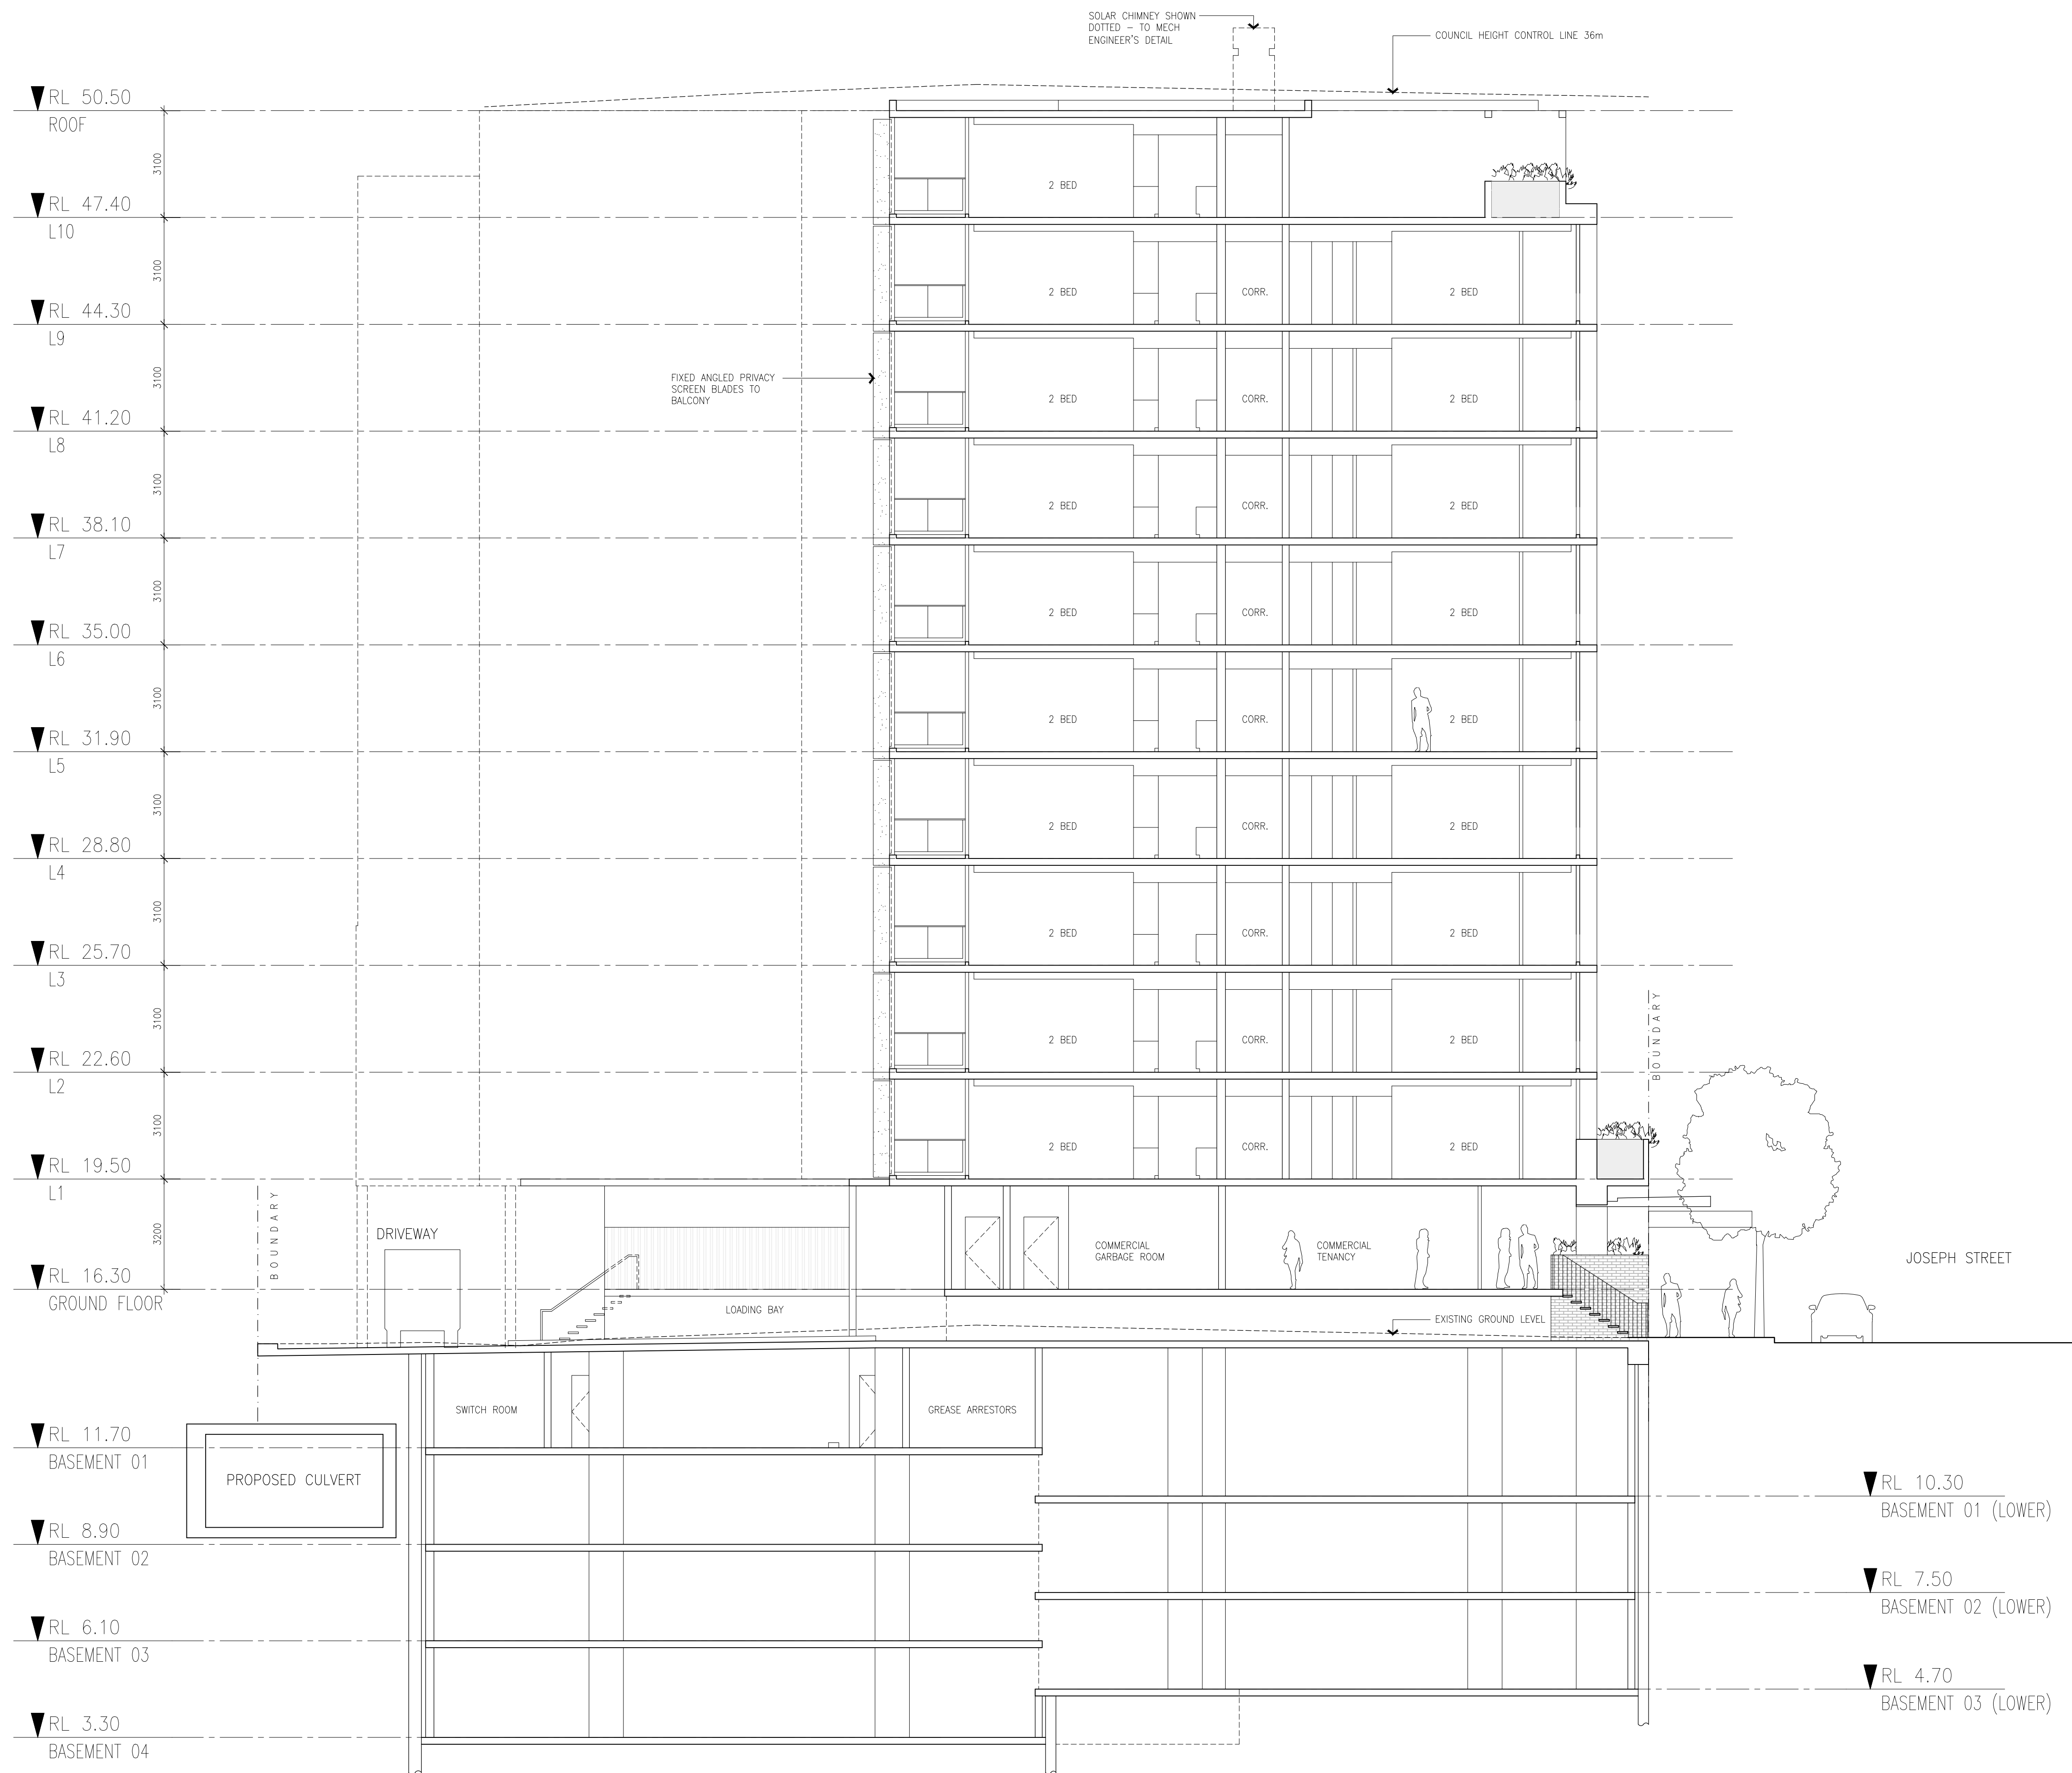 SOLAR CHIMNEY SHOWN
DOTTED – TO MECH
ENGINEER'S DETAIL
COUNCIL HEIGHT CONTROL LINE 36m
RL 50.50
ROOF
3100
2 BED
RL 47.40
L10
3100
2 BED
CORR.
2 BED
RL 44.30
L9
3100
FIXED ANGLED PRIVACY
SCREEN BLADES TO
BALCONY
2 BED
CORR.
2 BED
RL 41.20
L8
3100
2 BED
CORR.
2 BED
RL 38.10
L7
3100
2 BED
CORR.
2 BED
RL 35.00
L6
3100
2 BED
CORR.
2 BED
RL 31.90
L5
3100
2 BED
CORR.
2 BED
RL 28.80
L4
3100
2 BED
CORR.
2 BED
RL 25.70
L3
3100
2 BED
CORR.
2 BED
RL 22.60
L2
3100
2 BED
CORR.
2 BED
BOUNDARY
RL 19.50
L1
3200
BOUNDARY
DRIVEWAY
COMMERCIAL
GARBAGE ROOM
COMMERCIAL
TENANCY
JOSEPH STREET
RL 16.30
GROUND FLOOR
LOADING BAY
EXISTING GROUND LEVEL
SWITCH ROOM
GREASE ARRESTORS
RL 11.70
BASEMENT 01
PROPOSED CULVERT
RL 10.30
BASEMENT 01 (LOWER)
RL 8.90
BASEMENT 02
RL 7.50
BASEMENT 02 (LOWER)
RL 6.10
BASEMENT 03
RL 4.70
BASEMENT 03 (LOWER)
RL 3.30
BASEMENT 04